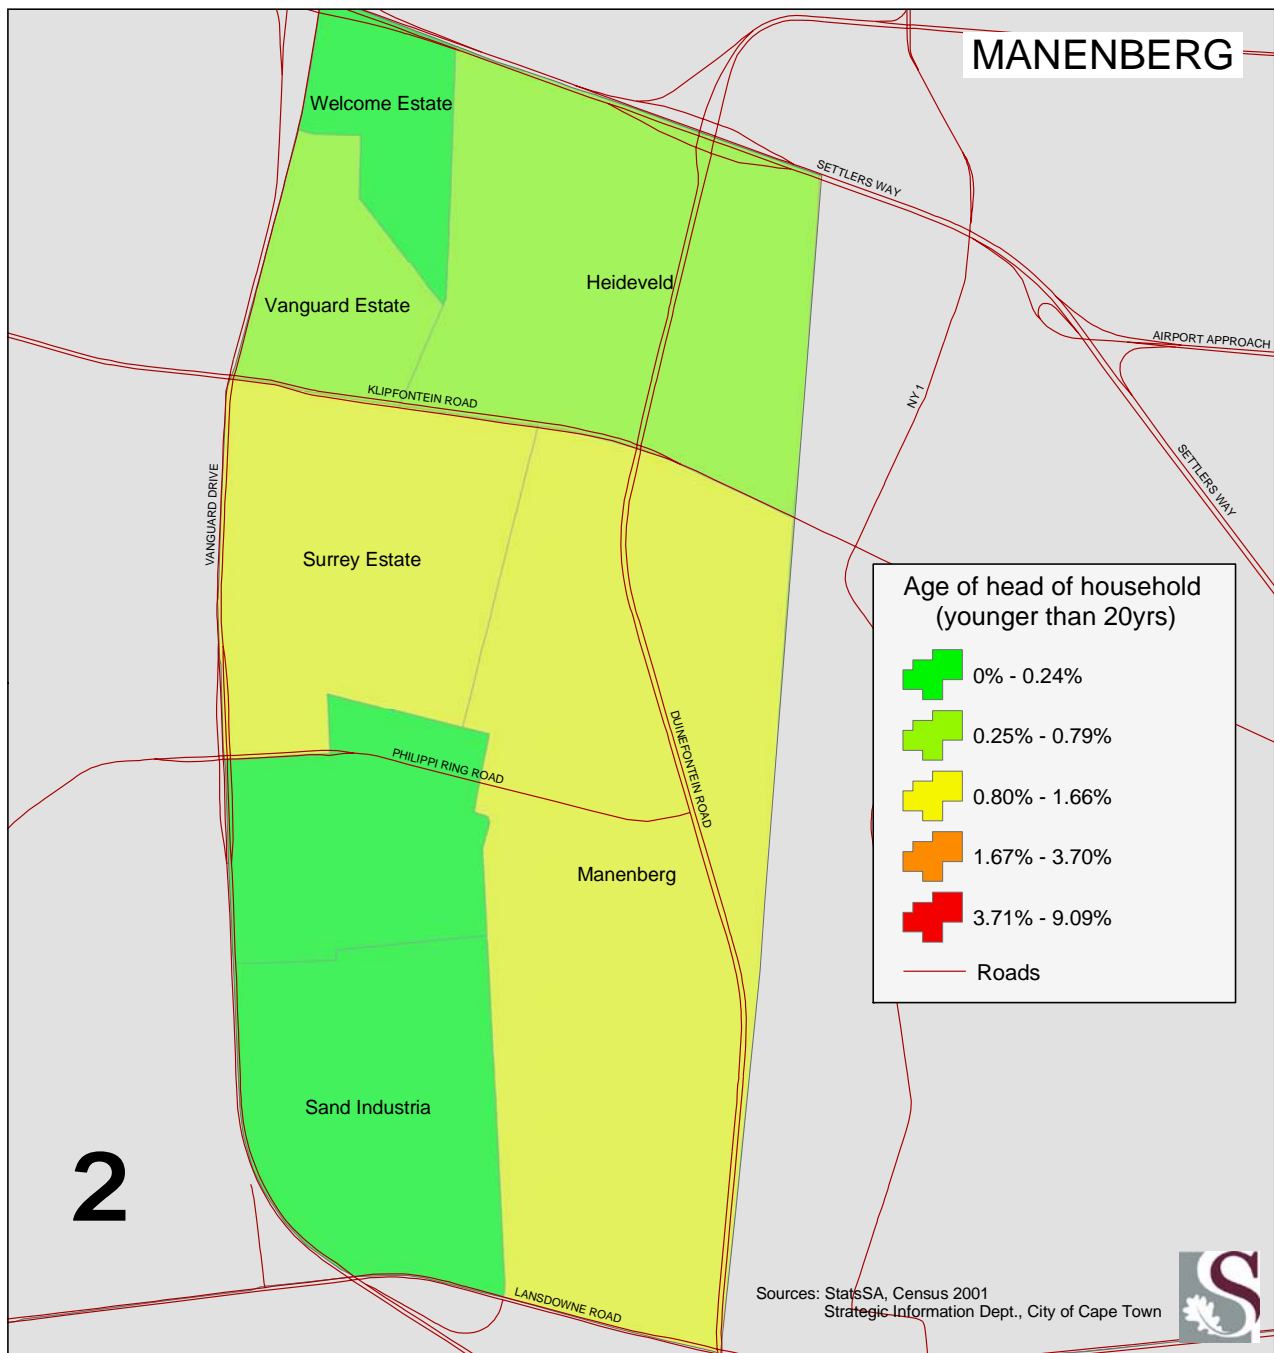 MANENBERG
Welcome Estate
SETTLERS WAY
Heideveld
Vanguard Estate
AIRPORT APPROACH
KLIPFONTEIN ROAD
NY 1
SETTLERS WAY
VANGUARD DRIVE
Surrey Estate
Age of head of household
(younger than 20yrs)
0% - 0.24%
0.25% - 0.79%
0.80% - 1.66%
1.67% - 3.70%
3.71% - 9.09%
Roads
DUINEFONTEIN ROAD
PHILIPPI RING ROAD
Manenberg
Sand Industria
2
LANSDOWNE ROAD
Sources: StatsSA, Census 2001
Strategic Information Dept., City of Cape Town
S